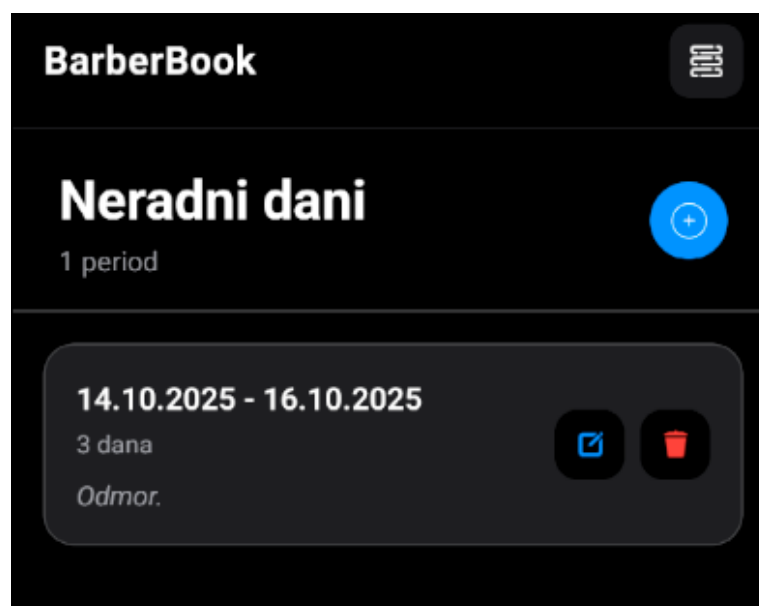 BarberBook
Neradni dani
1 period
14.10.2025 - 16.10.2025
3 dana
Odmor.